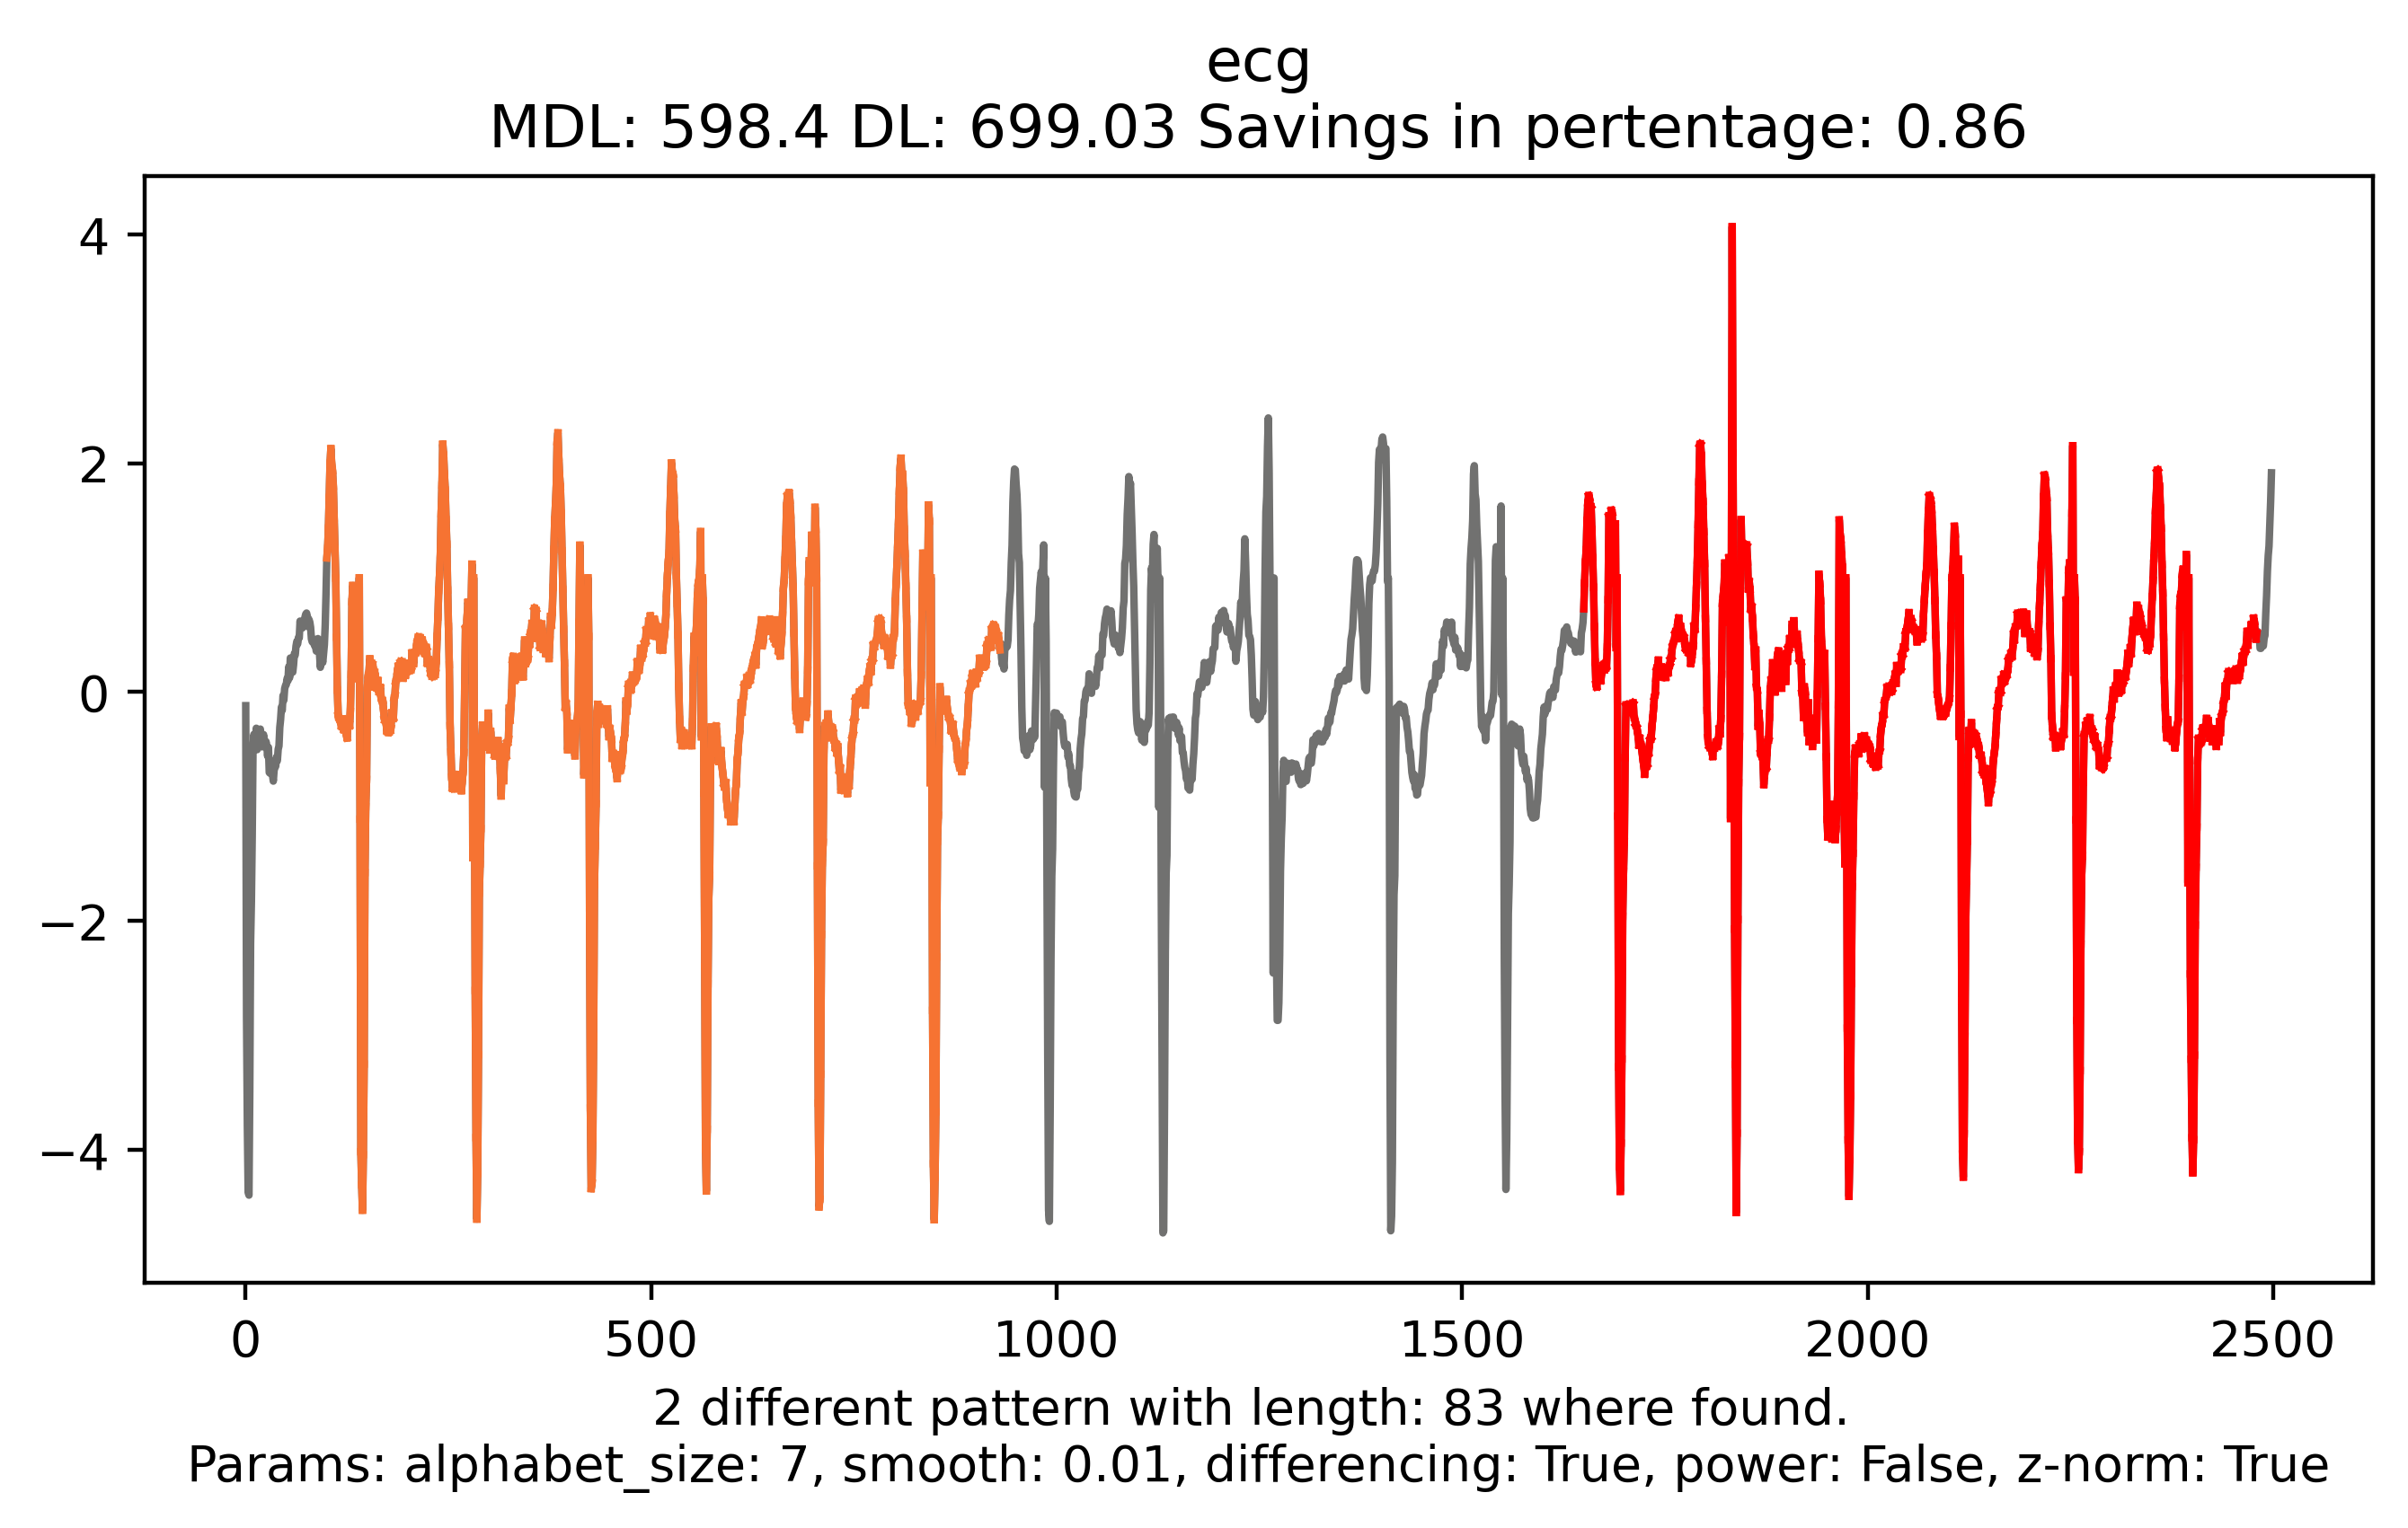 ecg
MDL: 598.4 DL: 699.03 Savings in pertentage: 0.86
4
2
0
−2
−4
0 500 1000 1500 2000 2500
2 different pattern with length: 83 where found.
Params: alphabet_size: 7, smooth: 0.01, differencing: True, power: False, z-norm: True